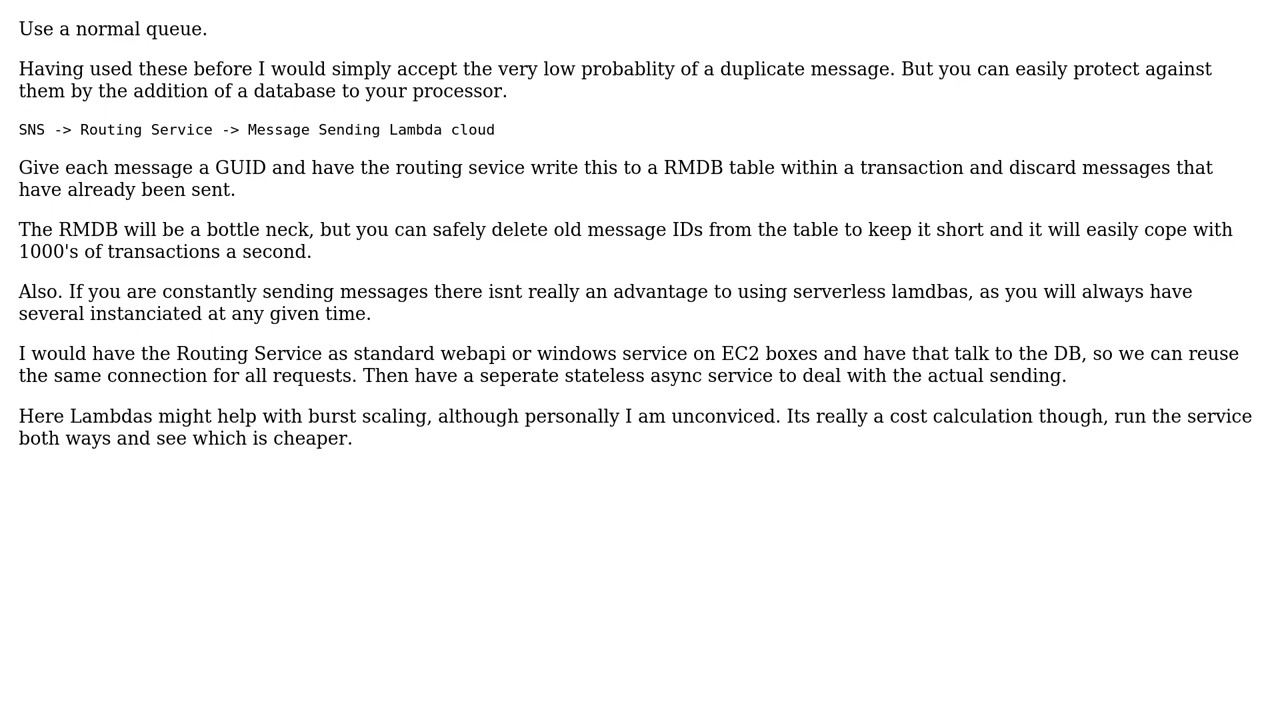 Use a normal queue.
Having used these before I would simply accept the very low probablity of a duplicate message. But you can easily protect against
them by the addition of a database to your processor.
SNS -> Routing Service -> Message Sending Lambda cloud
Give each message a GUID and have the routing sevice write this to a RMDB table within a transaction and discard messages that
have already been sent.
The RMDB will be a bottle neck, but you can safely delete old message IDs from the table to keep it short and it will easily cope with
1000's of transactions a second.
Also. If you are constantly sending messages there isnt really an advantage to using serverless lamdbas, as you will always have
several instanciated at any given time.
I would have the Routing Service as standard webapi or windows service on EC2 boxes and have that talk to the DB, so we can reuse
the same connection for all requests. Then have a seperate stateless async service to deal with the actual sending.
Here Lambdas might help with burst scaling, although personally I am unconviced. Its really a cost calculation though, run the service
both ways and see which is cheaper.